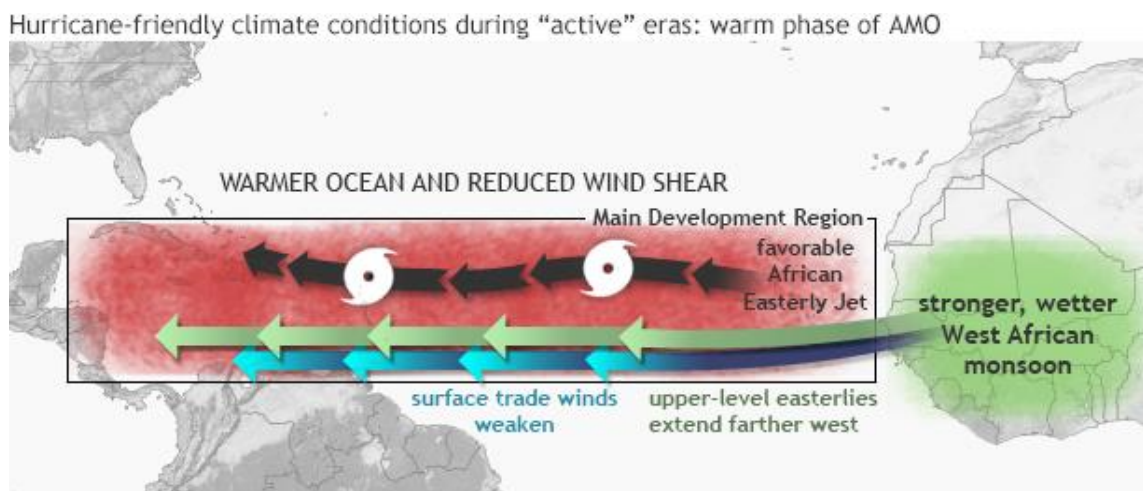 Hurricane-friendly climate conditions during “active” eras: warm phase of AMO
WARMER OCEAN AND REDUCED WIND SHEAR
Main Development Region
favorable
African
Easterly Jet
stronger, wetter
West African
monsoon
surface trade winds
weaken
upper-level easterlies
extend farther west